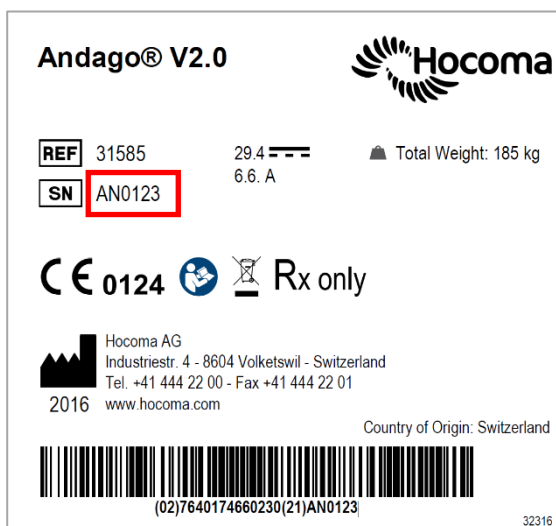 Andago® V2.0
Hocoma
REF 31585
29.4
Total Weight: 185 kg
SN AN0123
6.6. A
CE 0124
Rx only
Hocoma AG
Industriestr. 4 - 8604 Volketswil - Switzerland
Tel. +41 444 22 00 - Fax +41 444 22 01
2016 www.hocoma.com
Country of Origin: Switzerland
(02)7640174660230(21)AN0123
32316